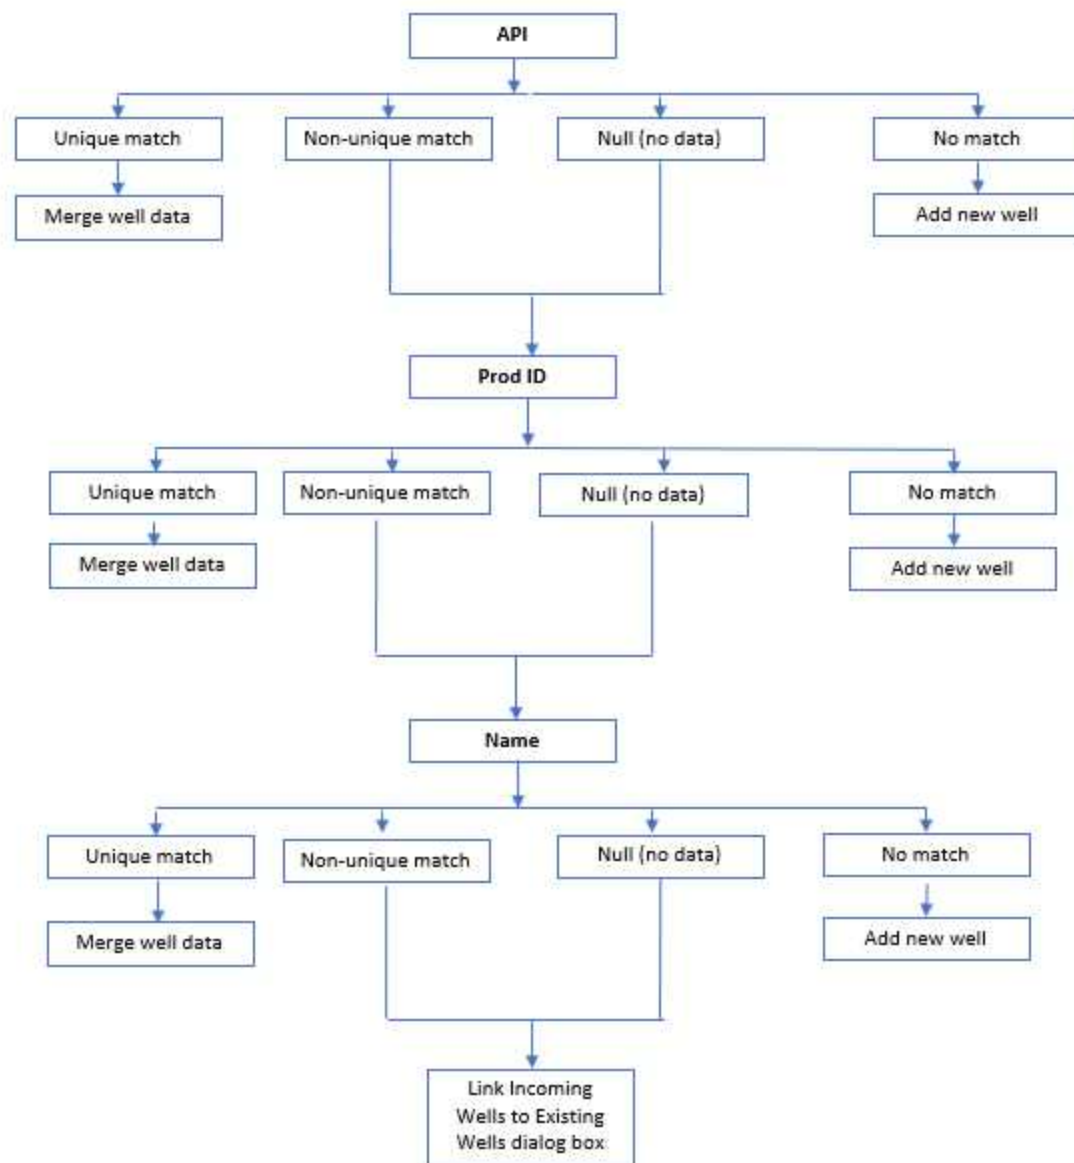 API
Unique match
Non-unique match
Null (no data)
No match
Merge well data
Add new well
Prod ID
Unique match
Non-unique match
Null (no data)
No match
Merge well data
Add new well
Name
Unique match
Non-unique match
Null (no data)
No match
Merge well data
Add new well
Link Incoming
Wells to Existing
Wells dialog box